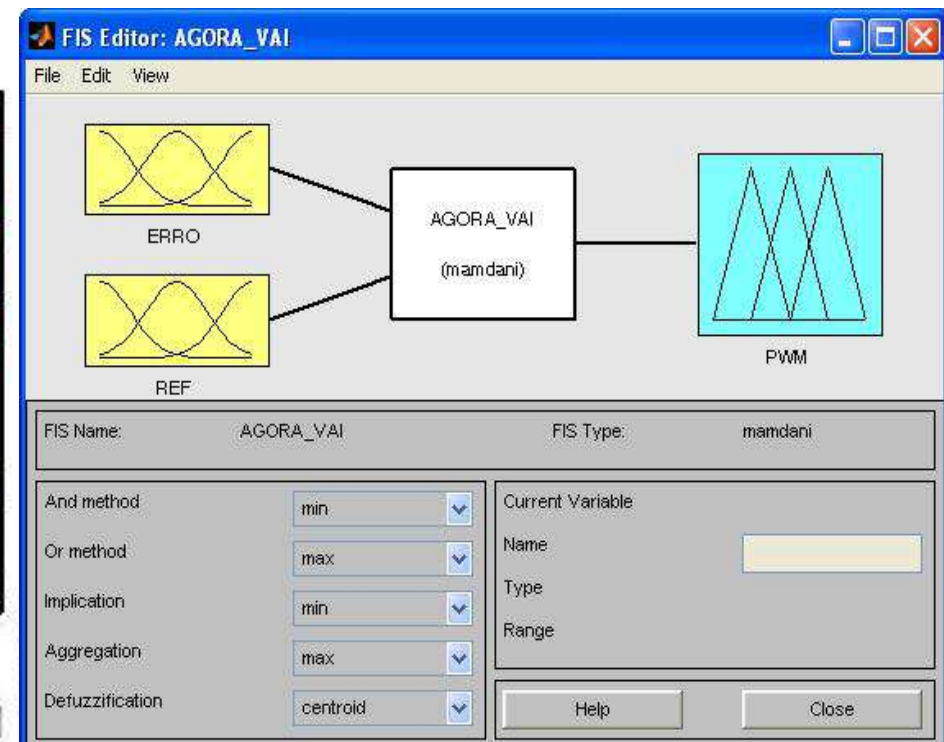 FIS Editor: AGORA_VAI
File Edit View
ERRO
AGORA_VAI
(mamdani)
REF
PWM
FIS Name: AGORA_VAI FIS Type: mamdani
And method min
Or method max
Implication min
Aggregation max
Defuzzification centroid
Current Variable
Name
Type
Range
Help Close